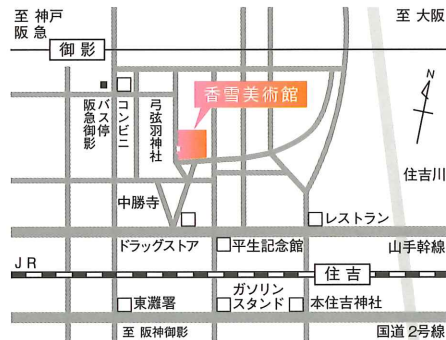 至 神戸
阪急
至 大阪
御影
香雪美術館
N
バス停
阪急御影
コンビニ
弓弦羽神社
住吉川
中勝寺
レストラン
ドラッグストア
平生記念館
山手幹線
JR
住吉
東灘署
ガソリン
スタンド
本住吉神社
至 阪神御影
国道2号線